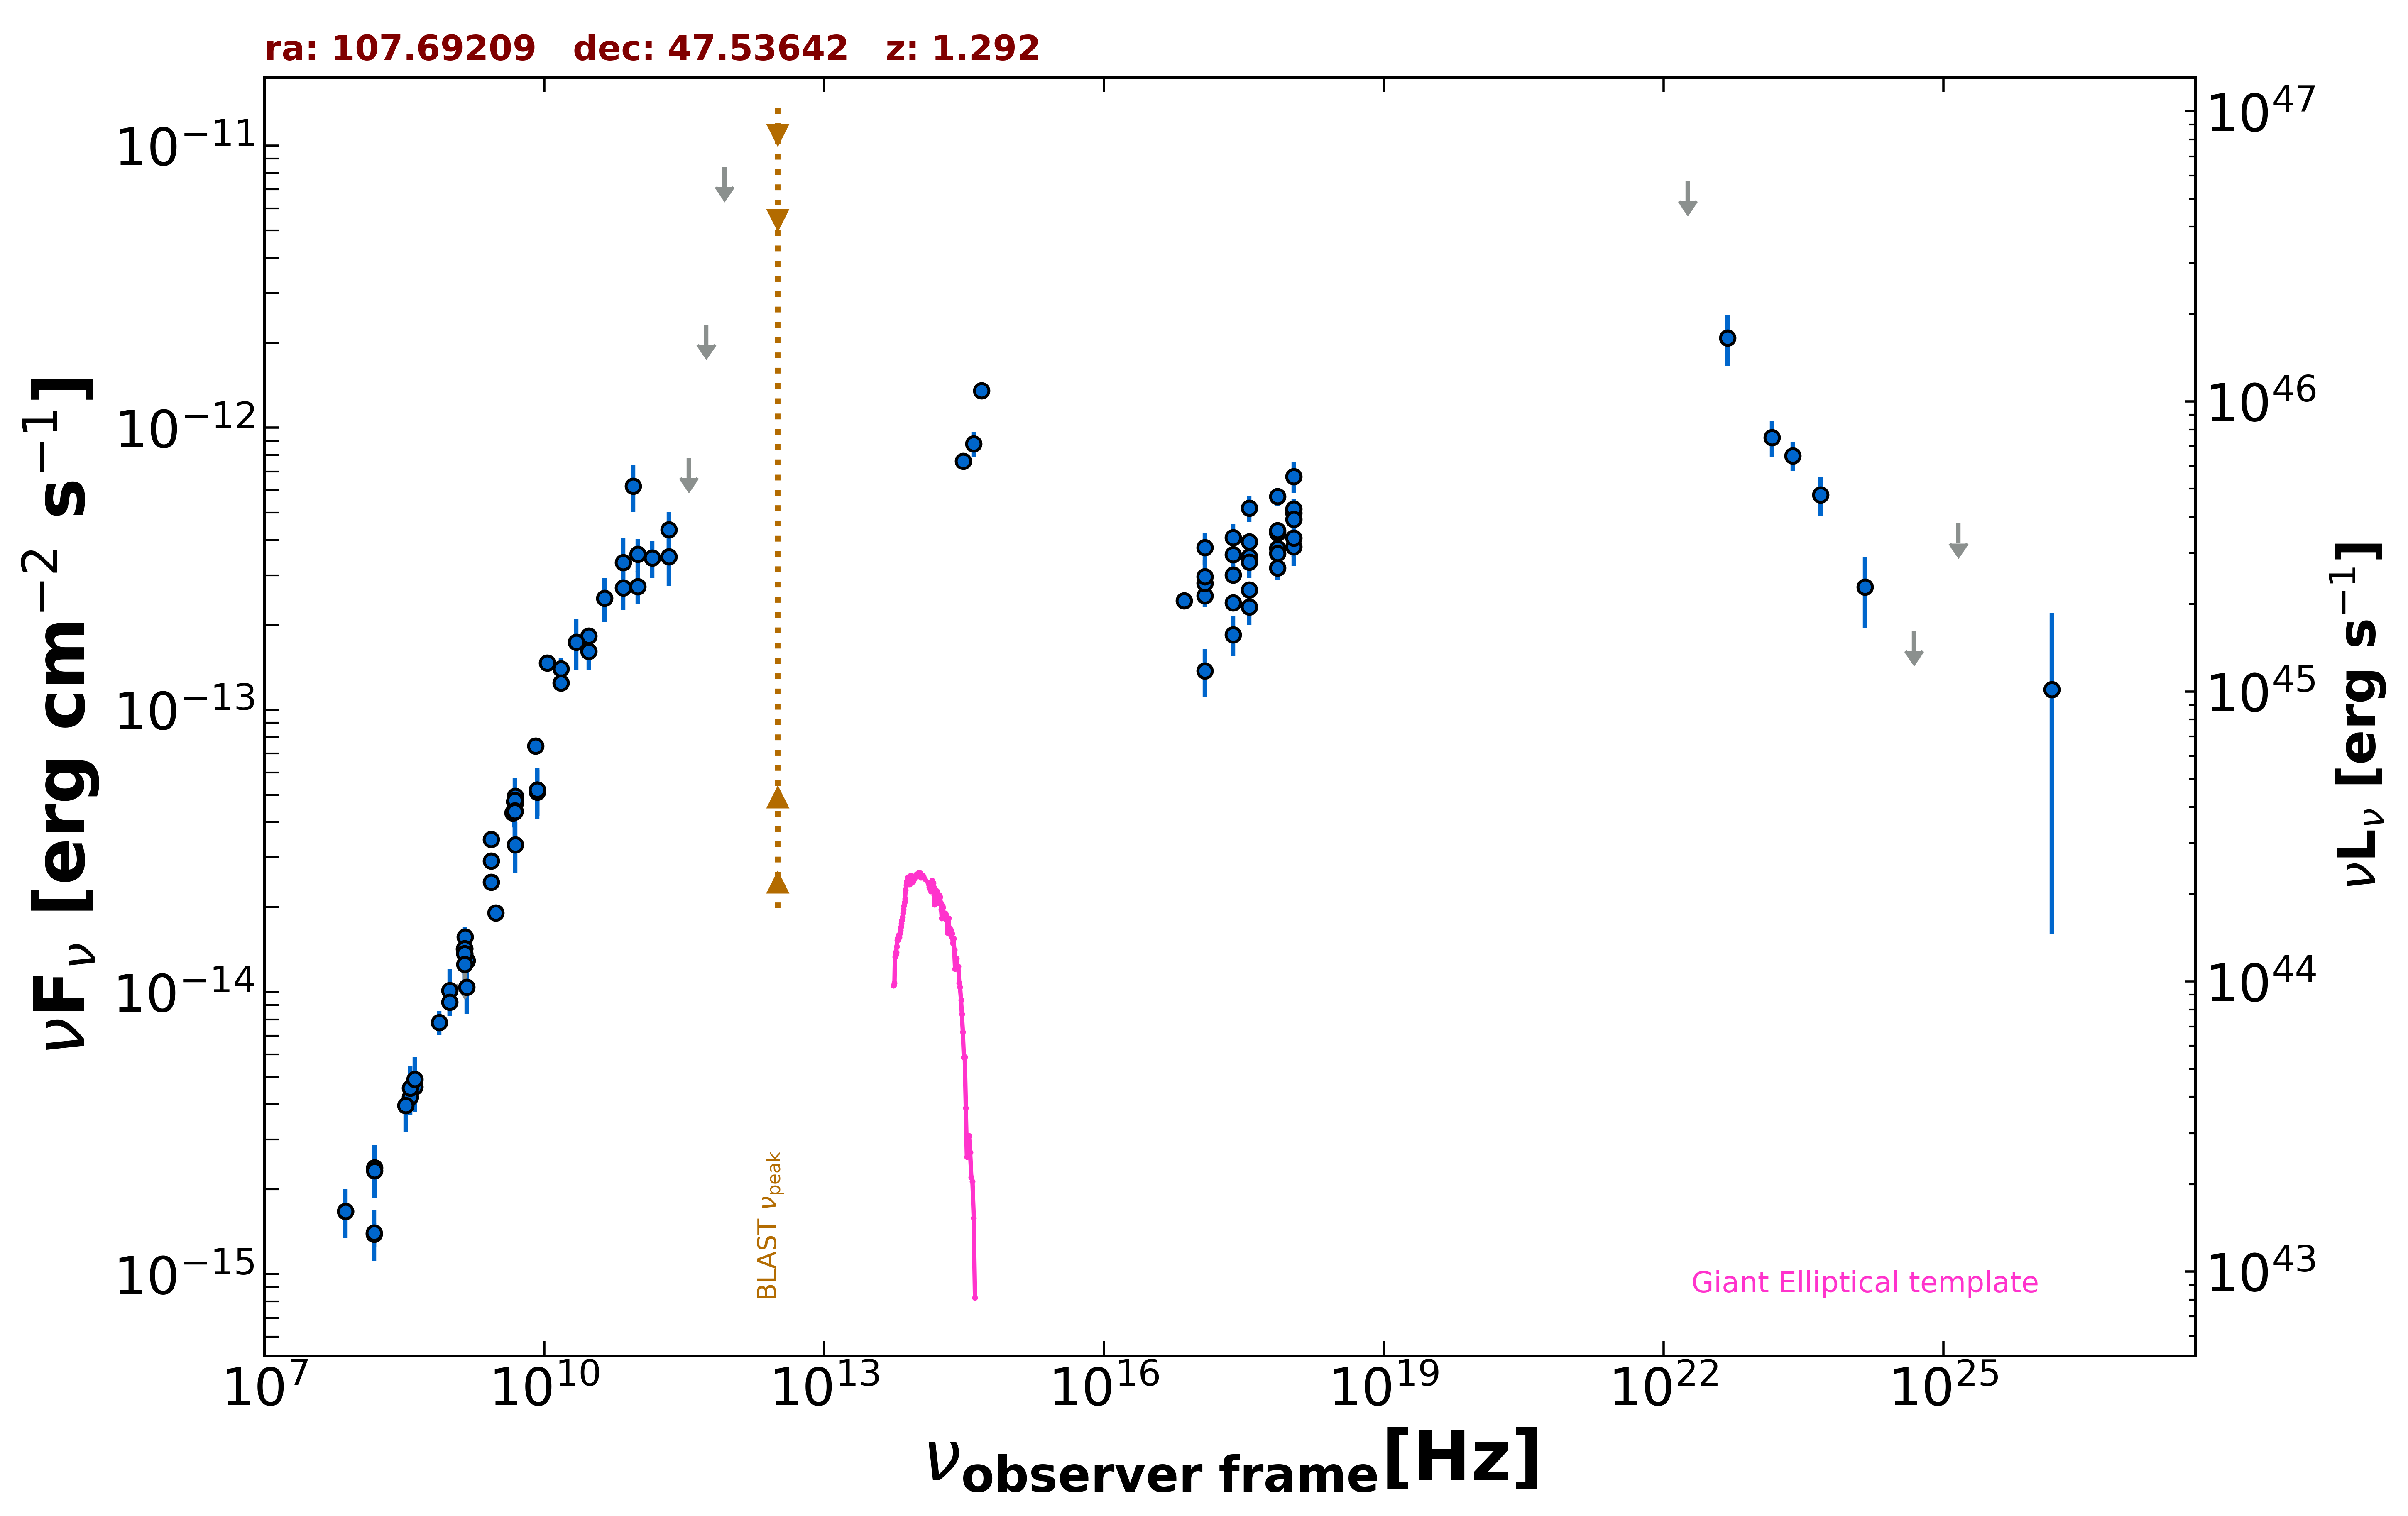 ra: 107.69209 dec: 47.53642 z: 1.292
νF_ν [erg cm⁻² s⁻¹]
10⁻¹¹
10⁻¹²
10⁻¹³
10⁻¹⁴
10⁻¹⁵
10⁴⁷
10⁴⁶
10⁴⁵
10⁴⁴
10⁴³
νL_ν [erg s⁻¹]
BLAST ν_peak
Giant Elliptical template
10⁷ 10¹⁰ 10¹³ 10¹⁶ 10¹⁹ 10²² 10²⁵
ν_observer frame[Hz]